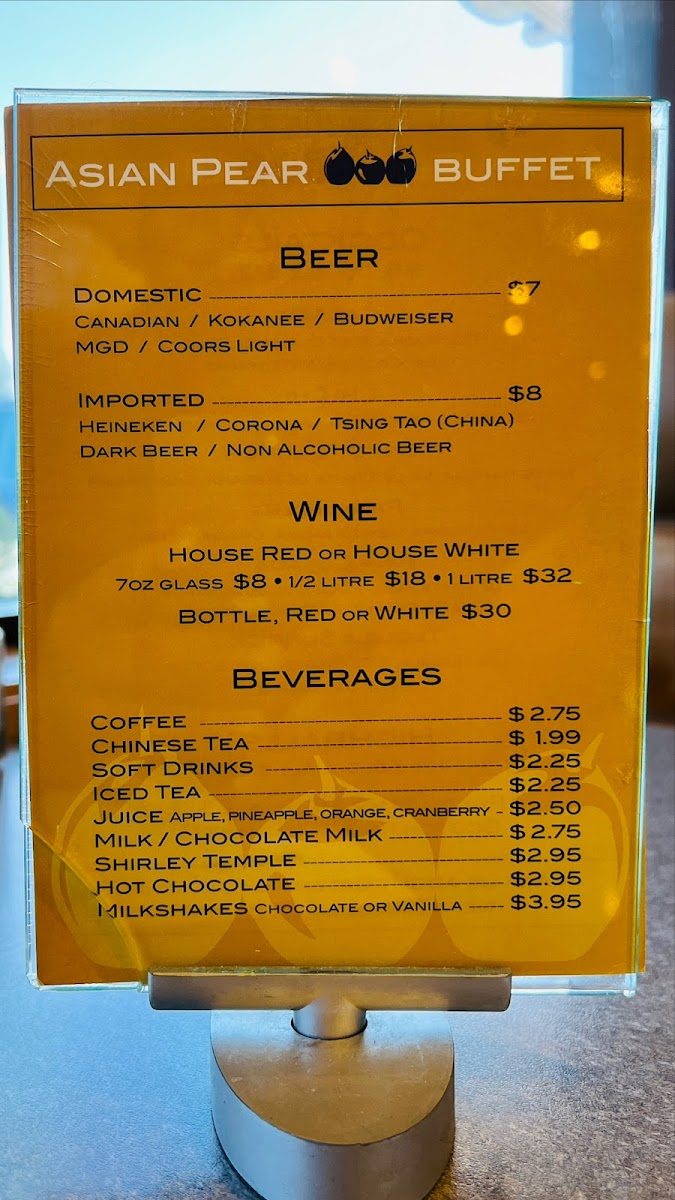 Asian Pear Buffet
Beer
Domestic $7
Canadian / Kokanee / Budweiser
MGD / Coors Light
Imported $8
Heineken / Corona / Tsing Tao (China)
Dark Beer / Non Alcoholic Beer
Wine
House Red or House White
7oz glass $8 • 1/2 litre $18 • 1 litre $32
Bottle, Red or White $30
Beverages
Coffee $2.75
Chinese Tea $1.99
Soft Drinks $2.25
Iced Tea $2.25
Juice apple, pineapple, orange, cranberry $2.50
Milk / Chocolate Milk $2.75
Shirley Temple $2.95
Hot Chocolate $2.95
Milkshakes Chocolate or Vanilla $3.95